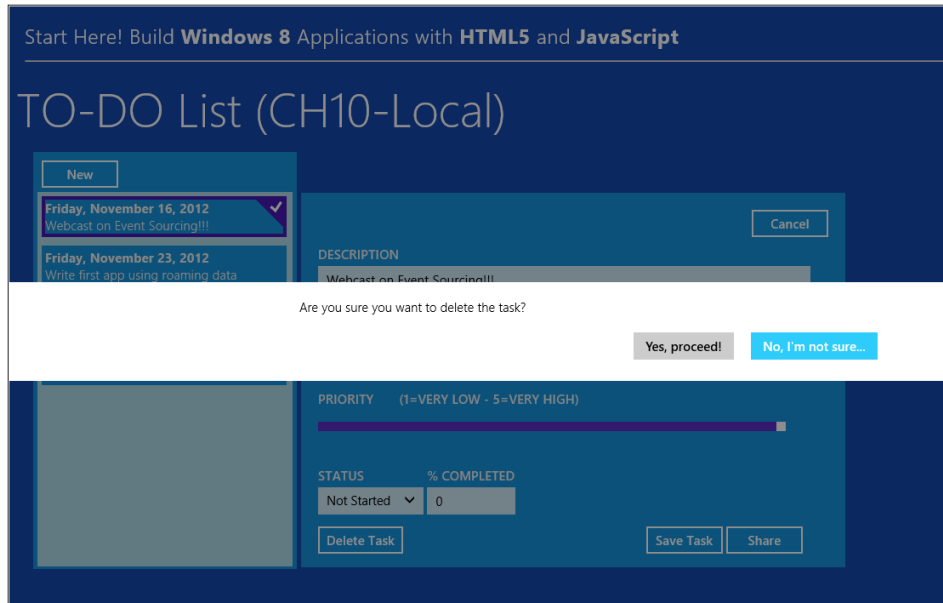 Start Here! Build Windows 8 Applications with HTML5 and JavaScript
TO-DO List (CH10-Local)
New
Friday, November 16, 2012
Webcast on Event Sourcing!!!
Friday, November 23, 2012
Write first app using roaming data
Cancel
DESCRIPTION
Webcast on Event Sourcing!!!
Are you sure you want to delete the task?
Yes, proceed! No, I'm not sure...
PRIORITY (1=VERY LOW - 5=VERY HIGH)
STATUS % COMPLETED
Not Started 0
Delete Task Save Task Share